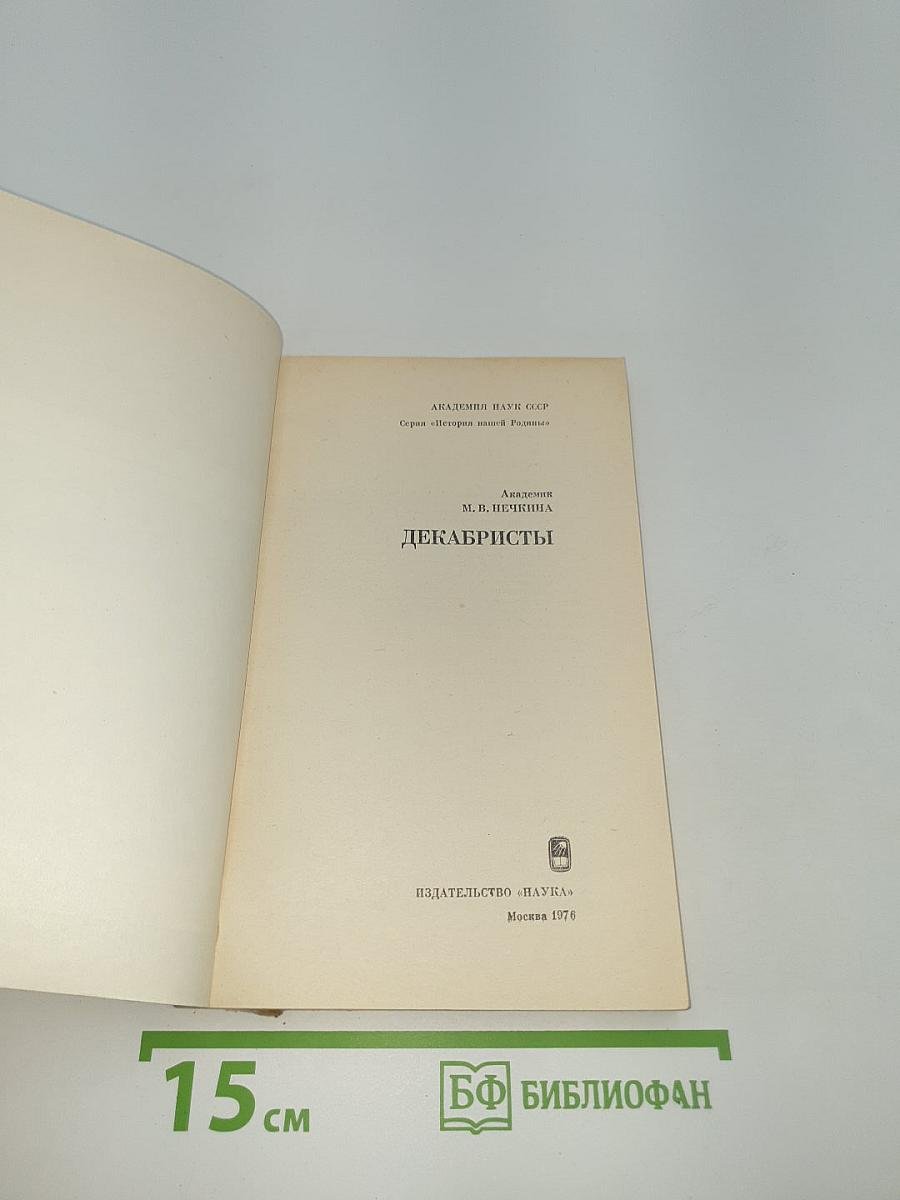 АКАДЕМИЯ НАУК СССР
Серия «История нашей Родины»
Академик
М. В. НЕЧКИНА
ДЕКАБРИСТЫ
ИЗДАТЕЛЬСТВО «НАУКА»
Москва 1976
15 см
БФ БИБЛИОФАН